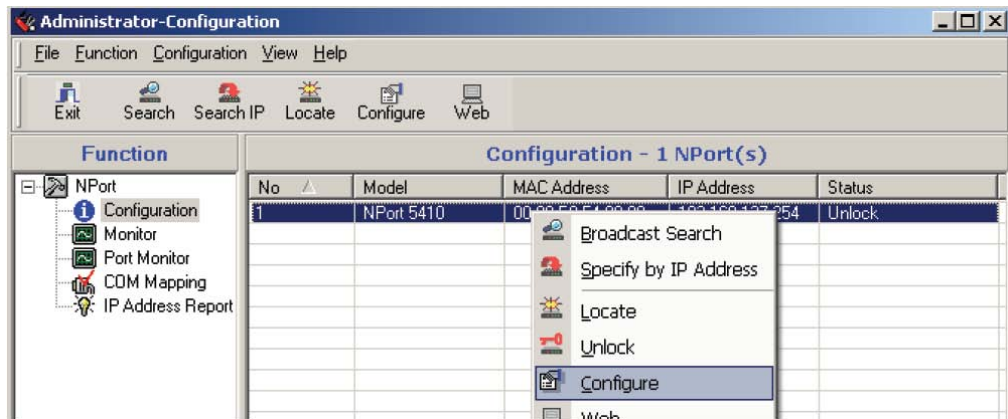 Administrator-Configuration
File Function Configuration View Help
Exit Search Search IP Locate Configure Web
Function
Configuration - 1 NPort(s)
NPort
Configuration
Monitor
Port Monitor
COM Mapping
IP Address Report
No Model MAC Address IP Address Status
1 NPort 5410 254 Unlock
Broadcast Search
Specify by IP Address
Locate
Unlock
Configure
Web